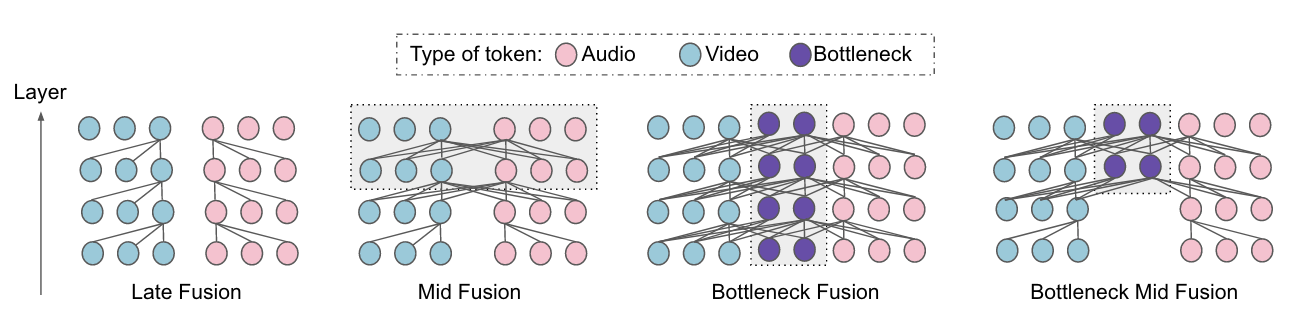 Type of token: Audio Video Bottleneck
Layer
Late Fusion
Mid Fusion
Bottleneck Fusion
Bottleneck Mid Fusion